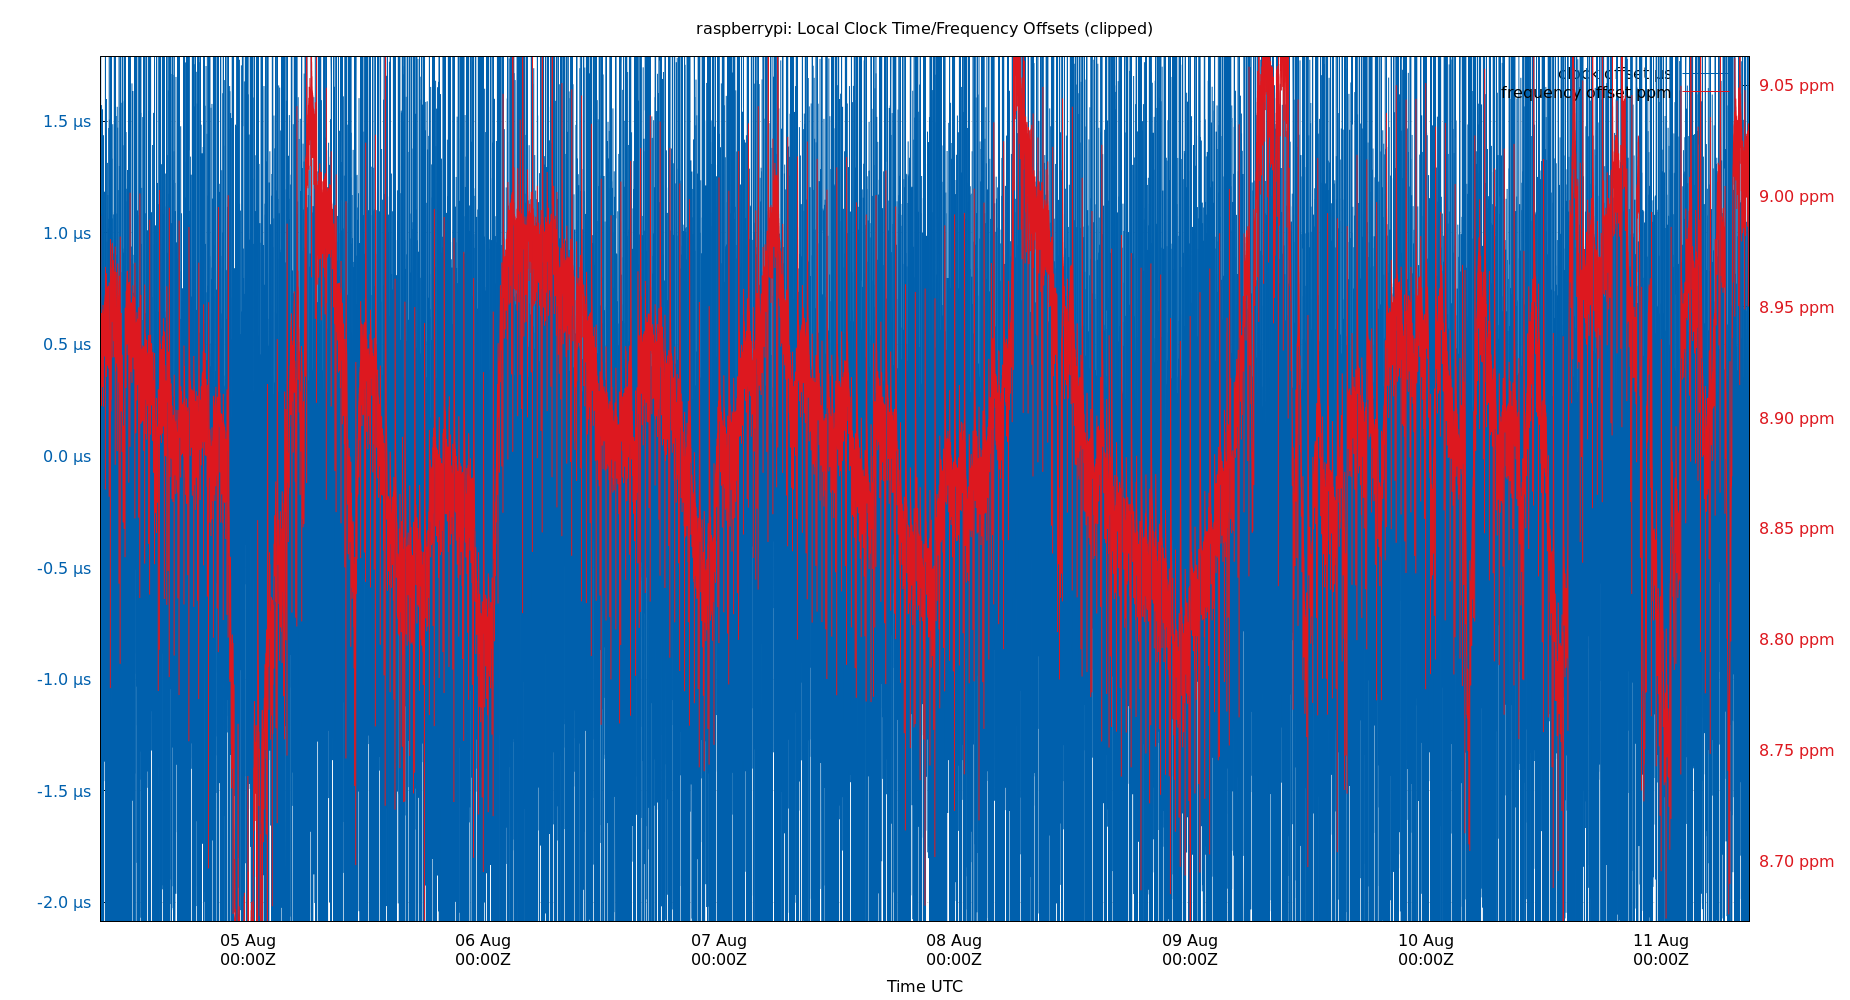 raspberrypi: Local Clock Time/Frequency Offsets (clipped)
clock offset µs
frequency offset ppm
1.5 µs
1.0 µs
0.5 µs
0.0 µs
-0.5 µs
-1.0 µs
-1.5 µs
-2.0 µs
9.05 ppm
9.00 ppm
8.95 ppm
8.90 ppm
8.85 ppm
8.80 ppm
8.75 ppm
8.70 ppm
05 Aug 06 Aug 07 Aug 08 Aug 09 Aug 10 Aug 11 Aug
00:00Z 00:00Z 00:00Z 00:00Z 00:00Z 00:00Z 00:00Z
Time UTC